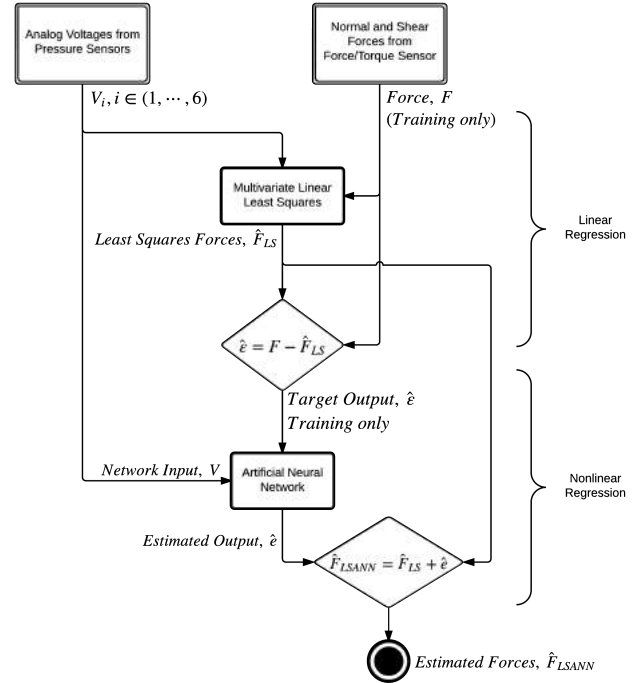 Analog Voltages from
Pressure Sensors
Normal and Shear
Forces from
Force/Torque Sensor
V_i, i ∈ (1, ⋯, 6)
Force, F
(Training only)
Multivariate Linear
Least Squares
Linear
Regression
Least Squares Forces, F̂_LS
ε̂ = F − F̂_LS
Target Output, ε̂
Training only
Network Input, V
Artificial Neural
Network
Nonlinear
Regression
Estimated Output, ê
F̂_LSANN = F̂_LS + ê
Estimated Forces, F̂_LSANN